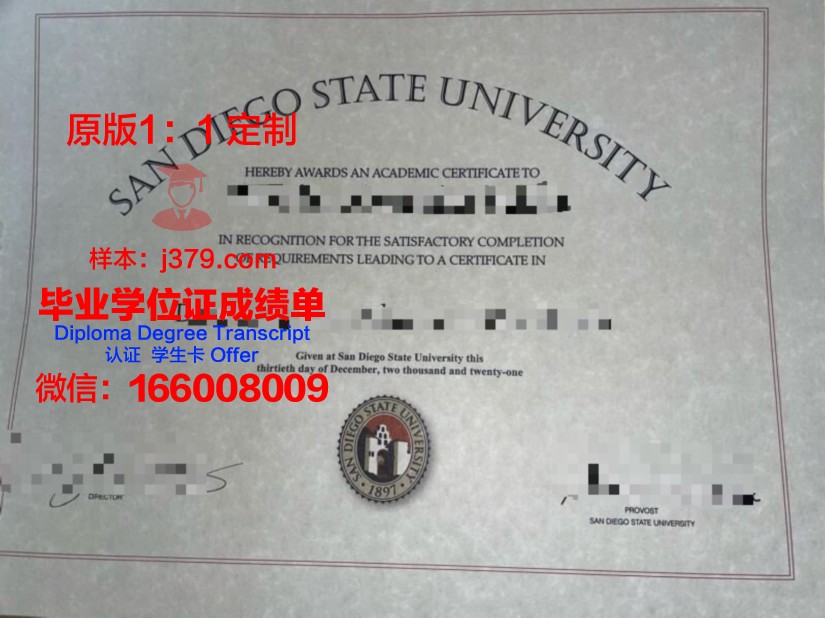 SAN DIEGO STATE UNIVERSITY
原版1：1 定制
HEREBY AWARDS AN ACADEMIC CERTIFICATE TO
IN RECOGNITION FOR THE SATISFACTORY COMPLETION
OF REQUIREMENTS LEADING TO A CERTIFICATE IN
样本：j379.com
毕业学位证成绩单
Diploma Degree Transcript
认证 学生卡 Offer
Given at San Diego State University this
thirtieth day of December, two thousand and twenty-one
微信：166008009
SAN DIEGO STATE UNIVERSITY
1897
DIRECTOR
PROVOST
SAN DIEGO STATE UNIVERSITY